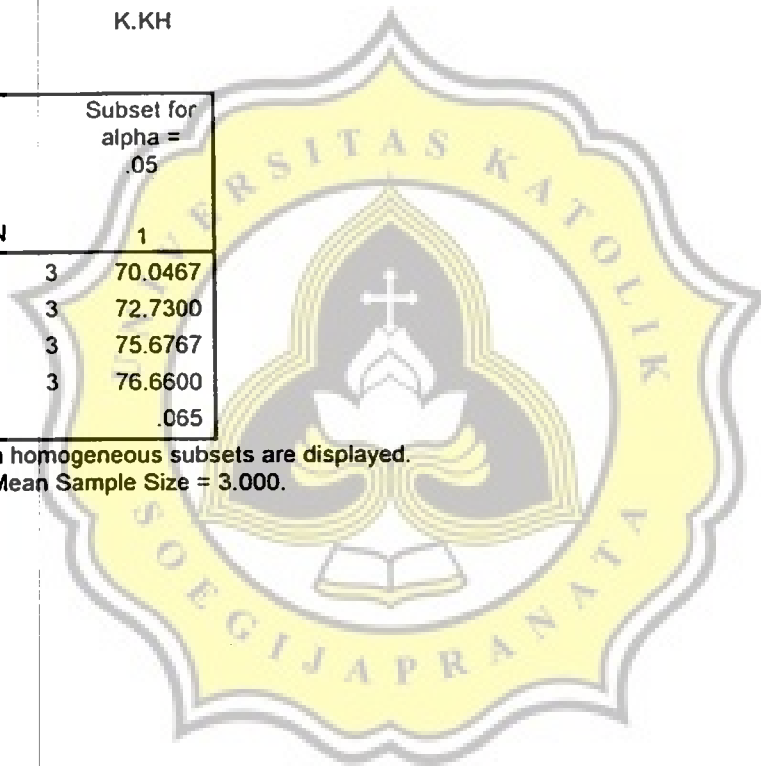 K.KH
Subset for
alpha =
.05
1
3 70.0467
3 72.7300
3 75.6767
3 76.6600
.065
homogeneous subsets are displayed.
Mean Sample Size = 3.000.
UNIVERSITAS KATOLIK
SOEGIJAPRANATA